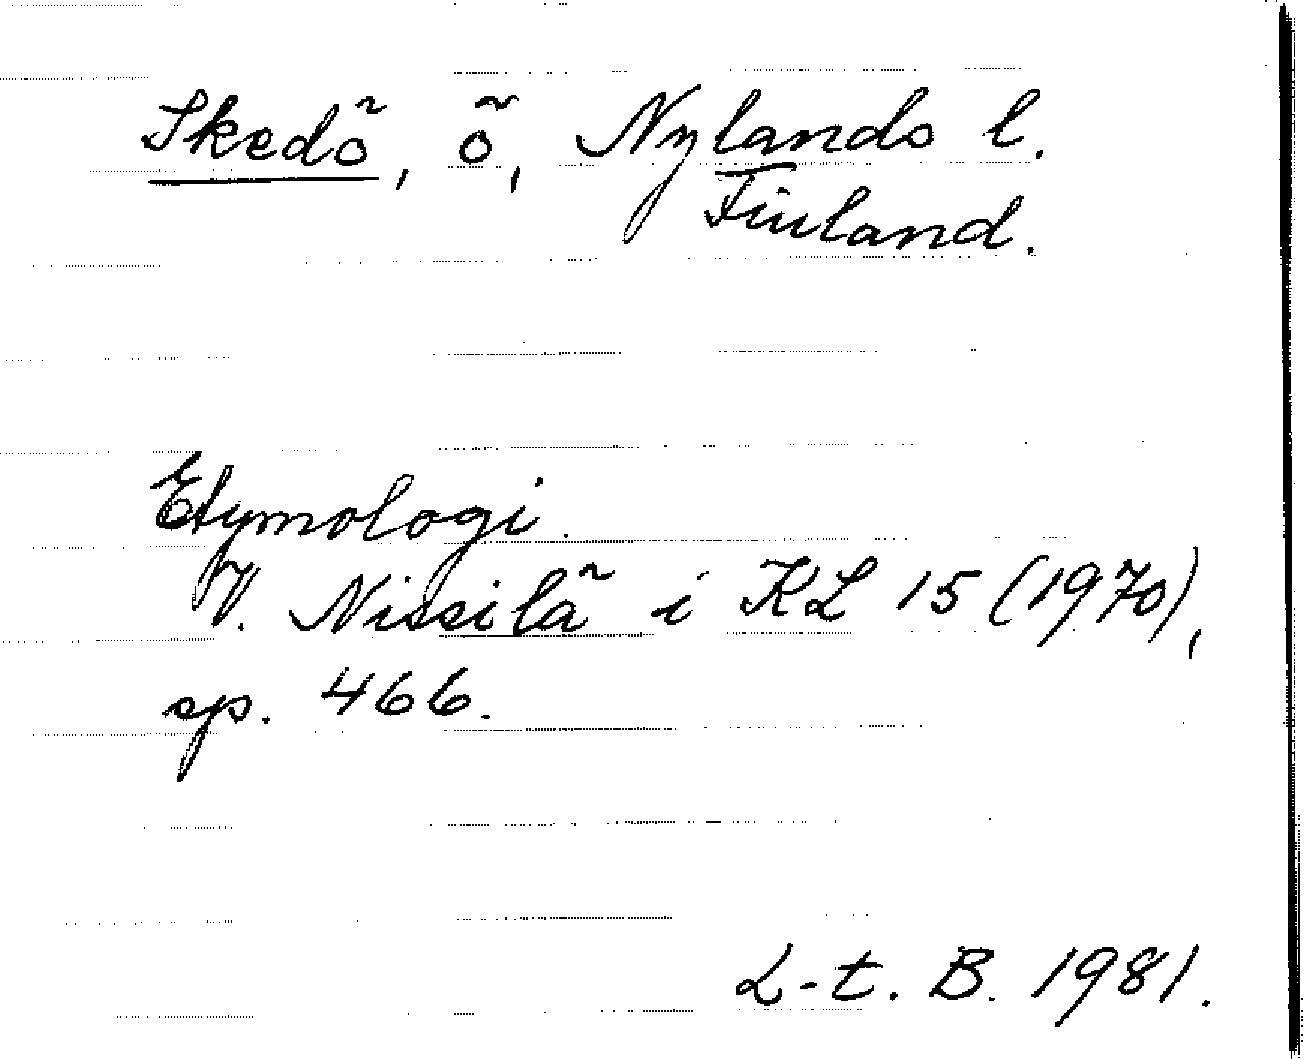 Skedö, ö, Nylands l.
Finland.
Etymologi.
V. Nissilä i KL 15 (1970),
sp. 466.
L-t. B. 1981.